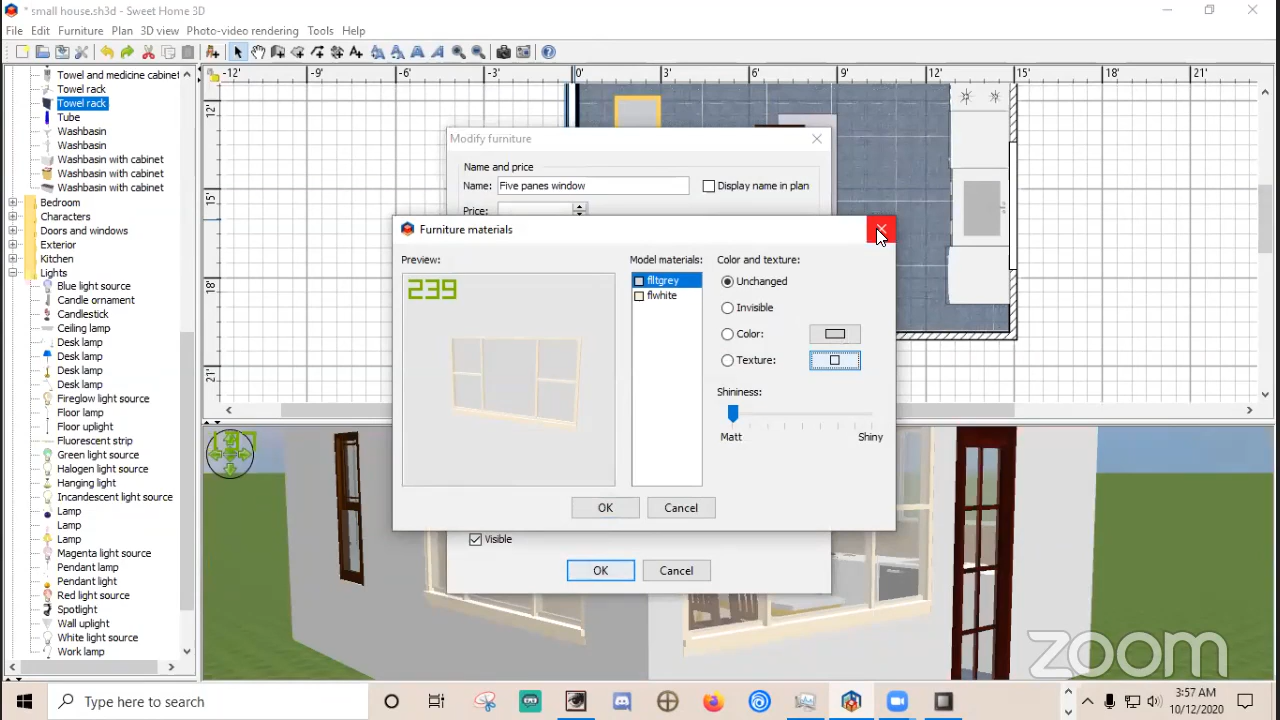 * small house.sh3d - Sweet Home 3D
File Edit Furniture Plan 3D view Photo-video rendering Tools Help
-12' -9' -6' -3' 0' 3' 6' 9' 12' 15' 18' 21'
12'
15'
18'
21'
Towel and medicine cabinet
Towel rack
Towel rack
Tube
Washbasin
Washbasin
Washbasin with cabinet
Washbasin with cabinet
Washbasin with cabinet
Bedroom
Characters
Doors and windows
Exterior
Kitchen
Lights
Blue light source
Candle ornament
Candlestick
Ceiling lamp
Desk lamp
Desk lamp
Desk lamp
Desk lamp
Fireglow light source
Floor lamp
Floor uplight
Fluorescent strip
Green light source
Halogen light source
Hanging light
Incandescent light source
Lamp
Lamp
Lamp
Magenta light source
Pendant lamp
Pendant light
Red light source
Spotlight
Wall uplight
White light source
Work lamp
Modify furniture
Name and price
Name: Five panes window
Display name in plan
Price:
Furniture materials
Preview:
239
Model materials:
flltgrey
flwhite
Color and texture:
Unchanged
Invisible
Color:
Texture:
Shininess:
Matt Shiny
OK Cancel
Visible
OK Cancel
zoom
Type here to search
3:57 AM
10/12/2020